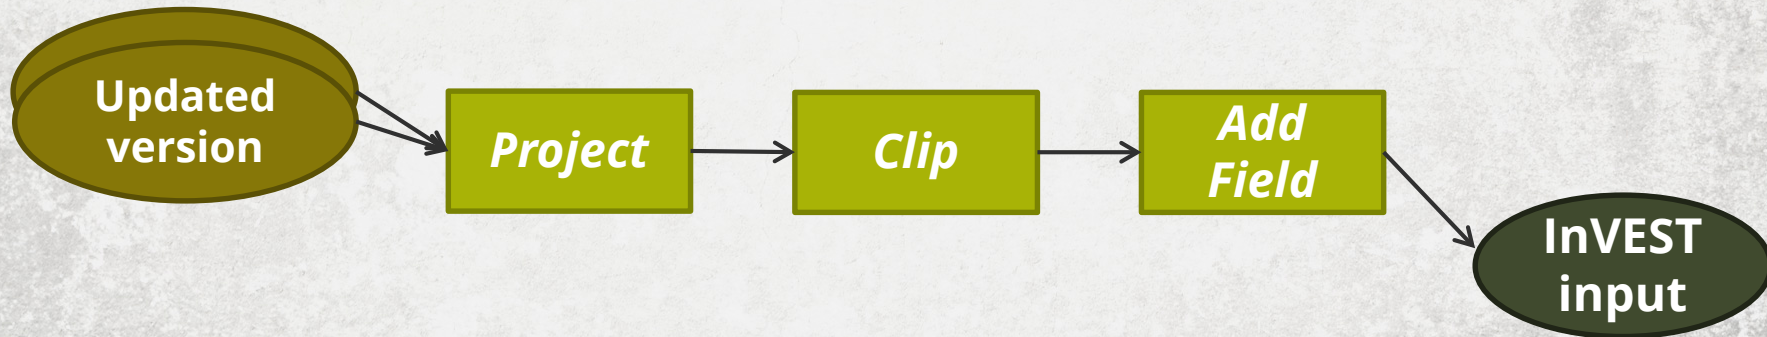 Updated
version
Project
Clip
Add
Field
InVEST
input